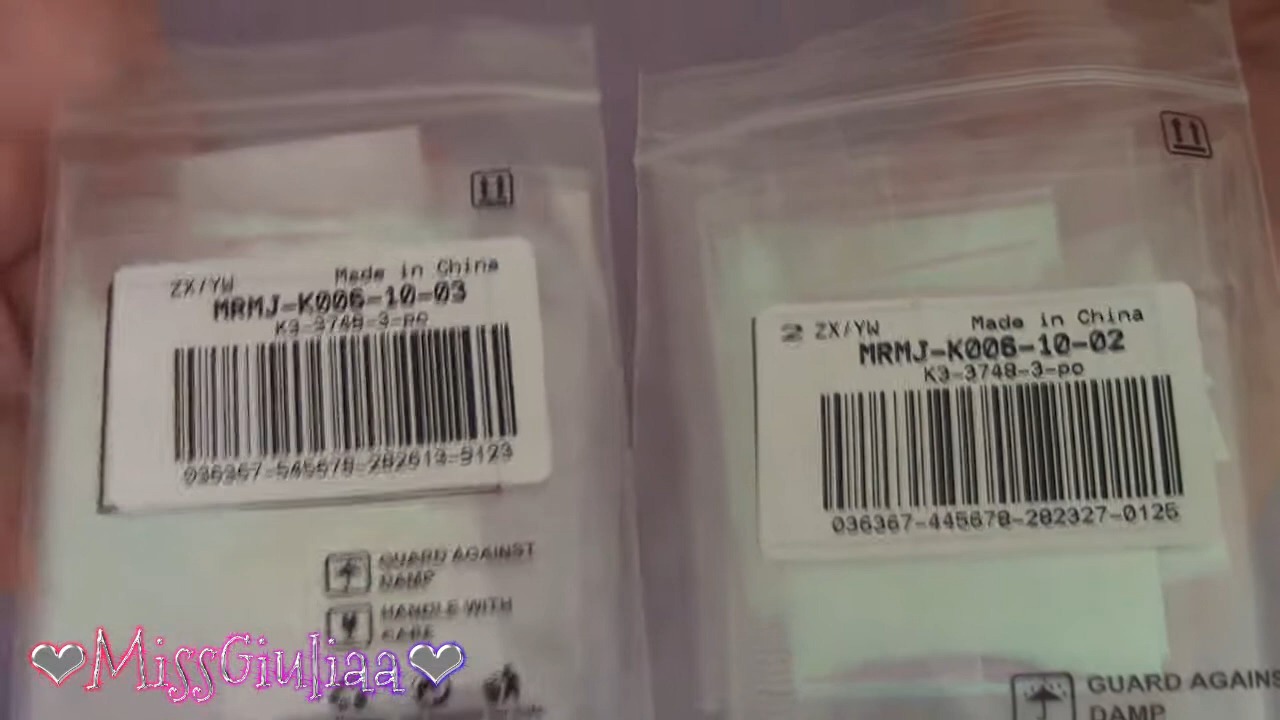 ZX/YW Made in China
MRMJ-K006-10-03
K3-3748-3-po
GUARD AGAINST
DAMP
HANDLE WITH
CARE
2 ZX/YW Made in China
MRMJ-K006-10-02
K3-3748-3-po
036367-445678-282327-0125
GUARD AGAINS
DAMP
❤MissGiuliaa❤